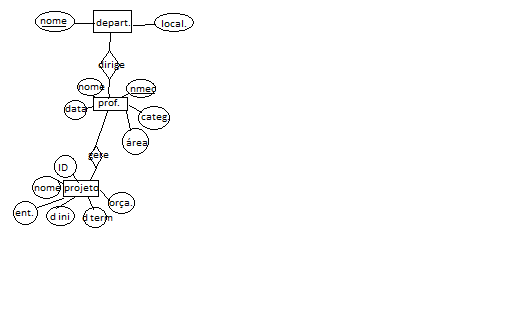 nome
depart.
local.
dirige
nome
nmec
data
prof.
categ.
área
gere
ID
nome
projeto
orça.
ent.
d ini
d term